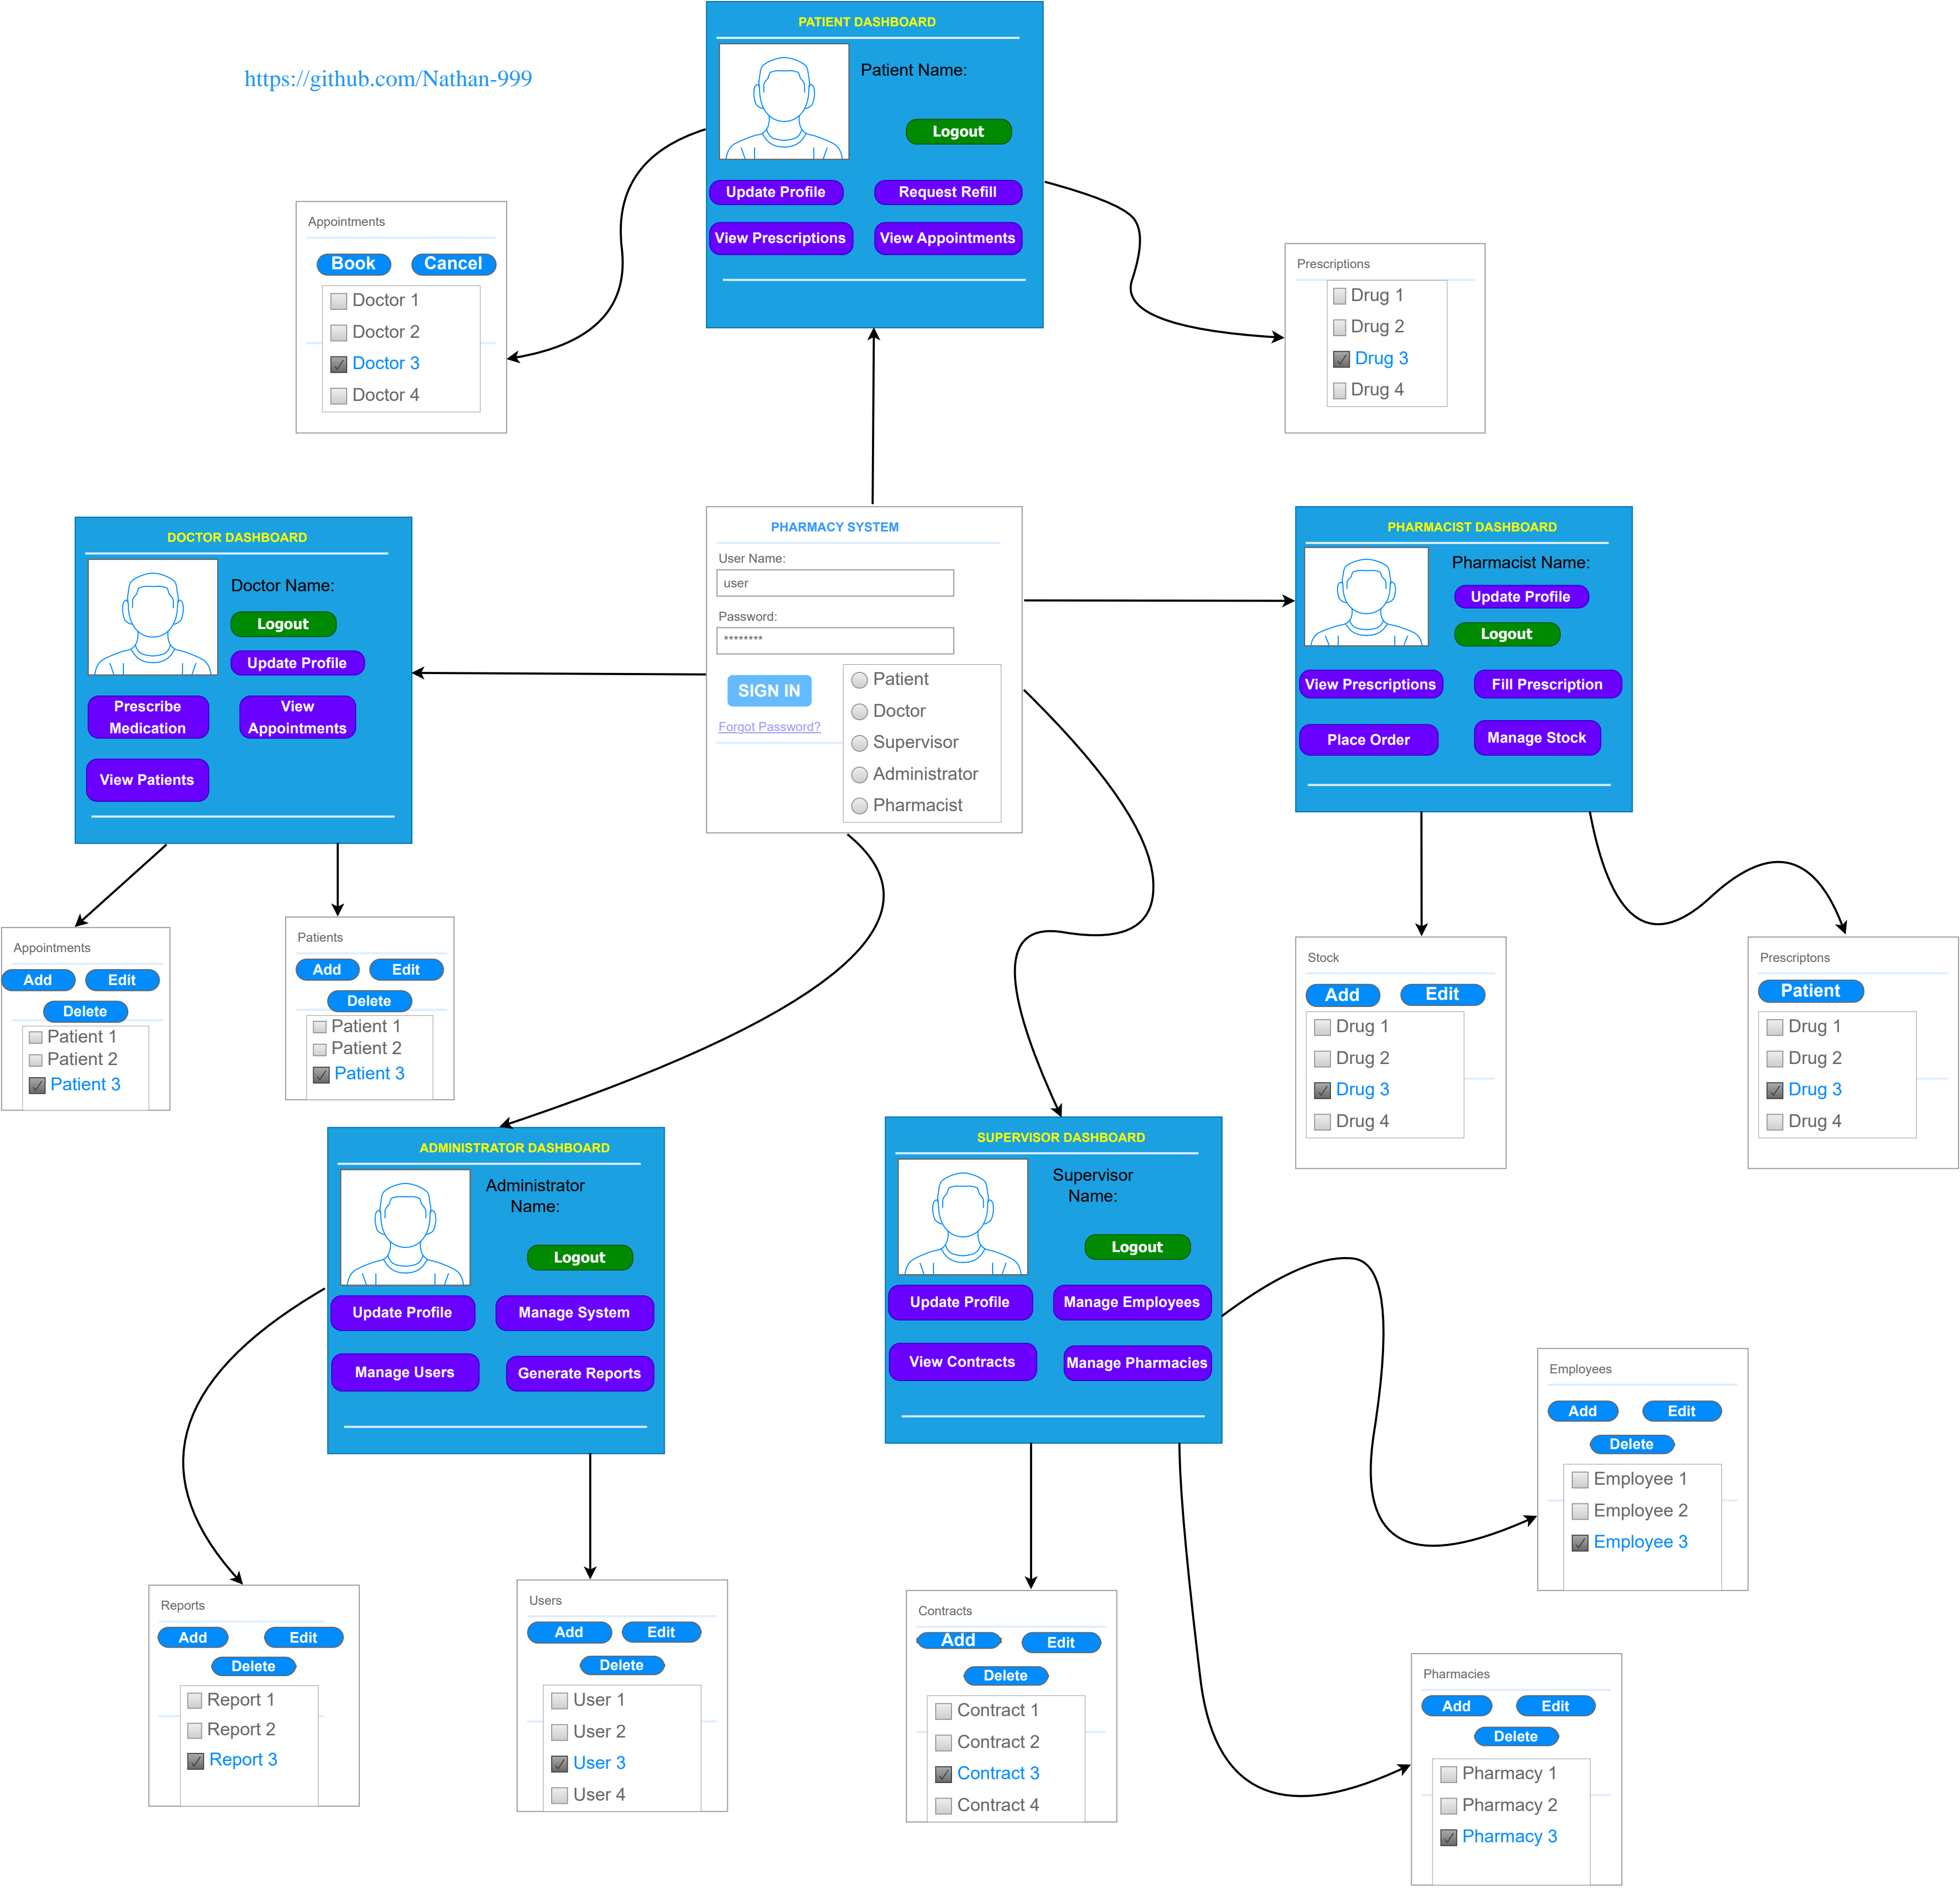 PATIENT DASHBOARD
Patient Name:
Logout
Update Profile
Request Refill
View Prescriptions
View Appointments
https://github.com/Nathan-999
Appointments
Book
Cancel
Doctor 1
Doctor 2
Doctor 3
Doctor 4
Prescriptions
Drug 1
Drug 2
Drug 3
Drug 4
DOCTOR DASHBOARD
Doctor Name:
Logout
Update Profile
Prescribe
Medication
View
Appointments
View Patients
PHARMACY SYSTEM
User Name:
user
Password:
********
SIGN IN
Forgot Password?
Patient
Doctor
Supervisor
Administrator
Pharmacist
PHARMACIST DASHBOARD
Pharmacist Name:
Update Profile
Logout
View Prescriptions
Fill Prescription
Place Order
Manage Stock
Appointments
Add
Edit
Delete
Patient 1
Patient 2
Patient 3
Patients
Add
Edit
Delete
Patient 1
Patient 2
Patient 3
Stock
Add
Edit
Drug 1
Drug 2
Drug 3
Drug 4
Prescriptons
Patient
Drug 1
Drug 2
Drug 3
Drug 4
ADMINISTRATOR DASHBOARD
Administrator
Name:
Logout
Update Profile
Manage System
Manage Users
Generate Reports
SUPERVISOR DASHBOARD
Supervisor
Name:
Logout
Update Profile
Manage Employees
View Contracts
Manage Pharmacies
Employees
Add
Edit
Delete
Employee 1
Employee 2
Employee 3
Reports
Add
Edit
Delete
Report 1
Report 2
Report 3
Users
Add
Edit
Delete
User 1
User 2
User 3
User 4
Contracts
Add
Edit
Delete
Contract 1
Contract 2
Contract 3
Contract 4
Pharmacies
Add
Edit
Delete
Pharmacy 1
Pharmacy 2
Pharmacy 3